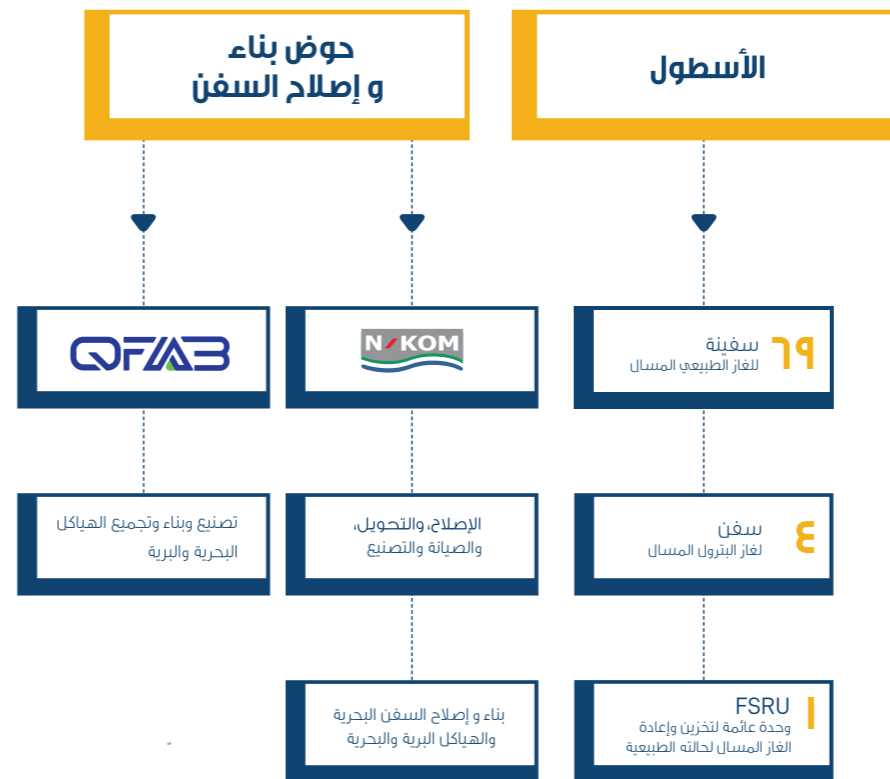 الأسطول
٦٩
سفينة
للغاز الطبيعي المسال
٤
سفن
لغاز البترول المسال
١
FSRU
وحدة عائمة لتخزين وإعادة
الغاز المسال لحالته الطبيعية
حوض بناء
و إصلاح السفن
N KOM
الإصلاح، والتحويل،
والصيانة والتصنيع
بناء و إصلاح السفن البحرية
والهياكل البرية والبحرية
QFAB
تصنيع وبناء وتجميع الهياكل
البحرية والبرية